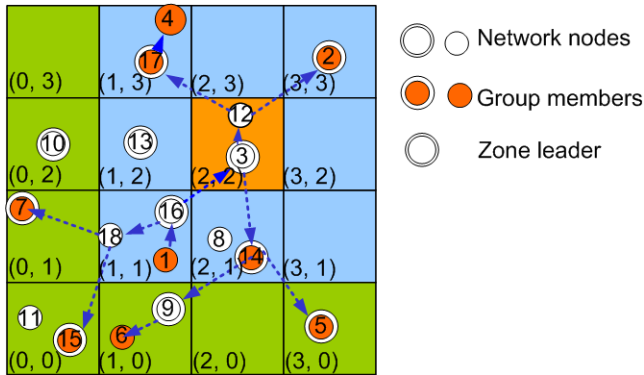 4
17
2
(0, 3) (1, 3) (2, 3) (3, 3)
12
10
13
3
(0, 2) (1, 2) (2, 2) (3, 2)
7
16
18
8
1
14
(0, 1) (1, 1) (2, 1) (3, 1)
9
11
15
6
5
(0, 0) (1, 0) (2, 0) (3, 0)
Network nodes
Group members
Zone leader